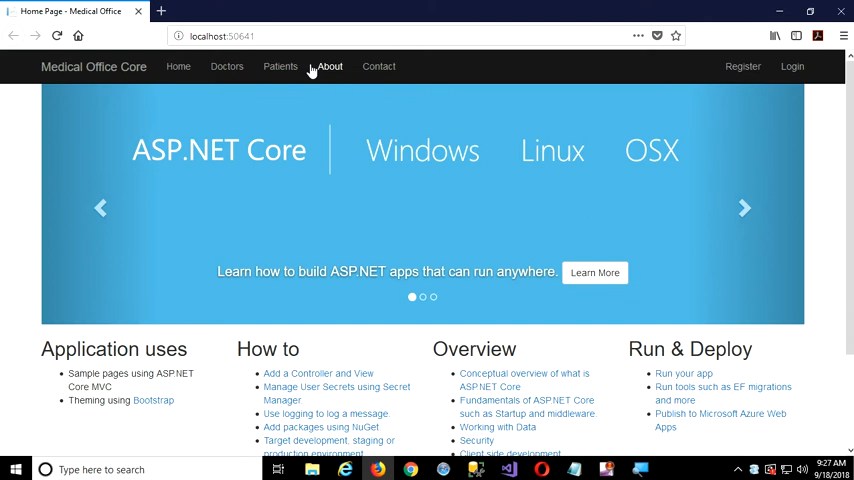 Home Page - Medical Office
localhost:50641
Medical Office Core Home Doctors Patients About Contact Register Login
ASP.NET Core Windows Linux OSX
Learn how to build ASP.NET apps that can run anywhere. Learn More
Application uses
Sample pages using ASP.NET
Core MVC
Theming using Bootstrap
How to
Add a Controller and View
Manage User Secrets using Secret
Manager.
Use logging to log a message.
Add packages using NuGet
Target development, staging or
production environment.
Overview
Conceptual overview of what is
ASP.NET Core
Fundamentals of ASP.NET Core
such as Startup and middleware.
Working with Data
Security
Client side development
Run & Deploy
Run your app
Run tools such as EF migrations
and more
Publish to Microsoft Azure Web
Apps
Type here to search
9:27 AM
9/18/2018